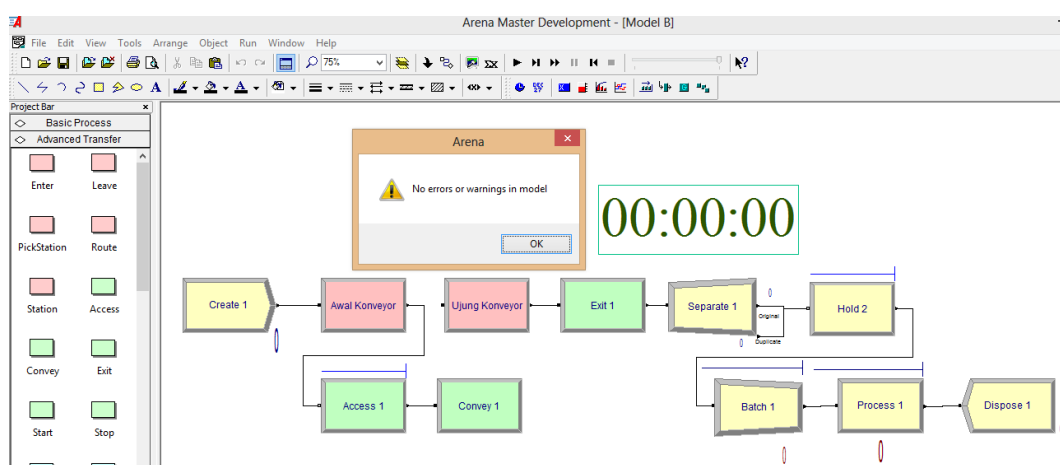 Arena Master Development - [Model B]
File Edit View Tools Arrange Object Run Window Help
75%
Project Bar
Basic Process
Advanced Transfer
Enter Leave
PickStation Route
Station Access
Convey Exit
Start Stop
Arena
No errors or warnings in model
OK
00:00:00
Create 1
Awal Konveyor
Ujung Konveyor
Exit 1
Separate 1
0
Original
0
Duplicate
Hold 2
0
Access 1
Convey 1
Batch 1
Process 1
Dispose 1
0
0